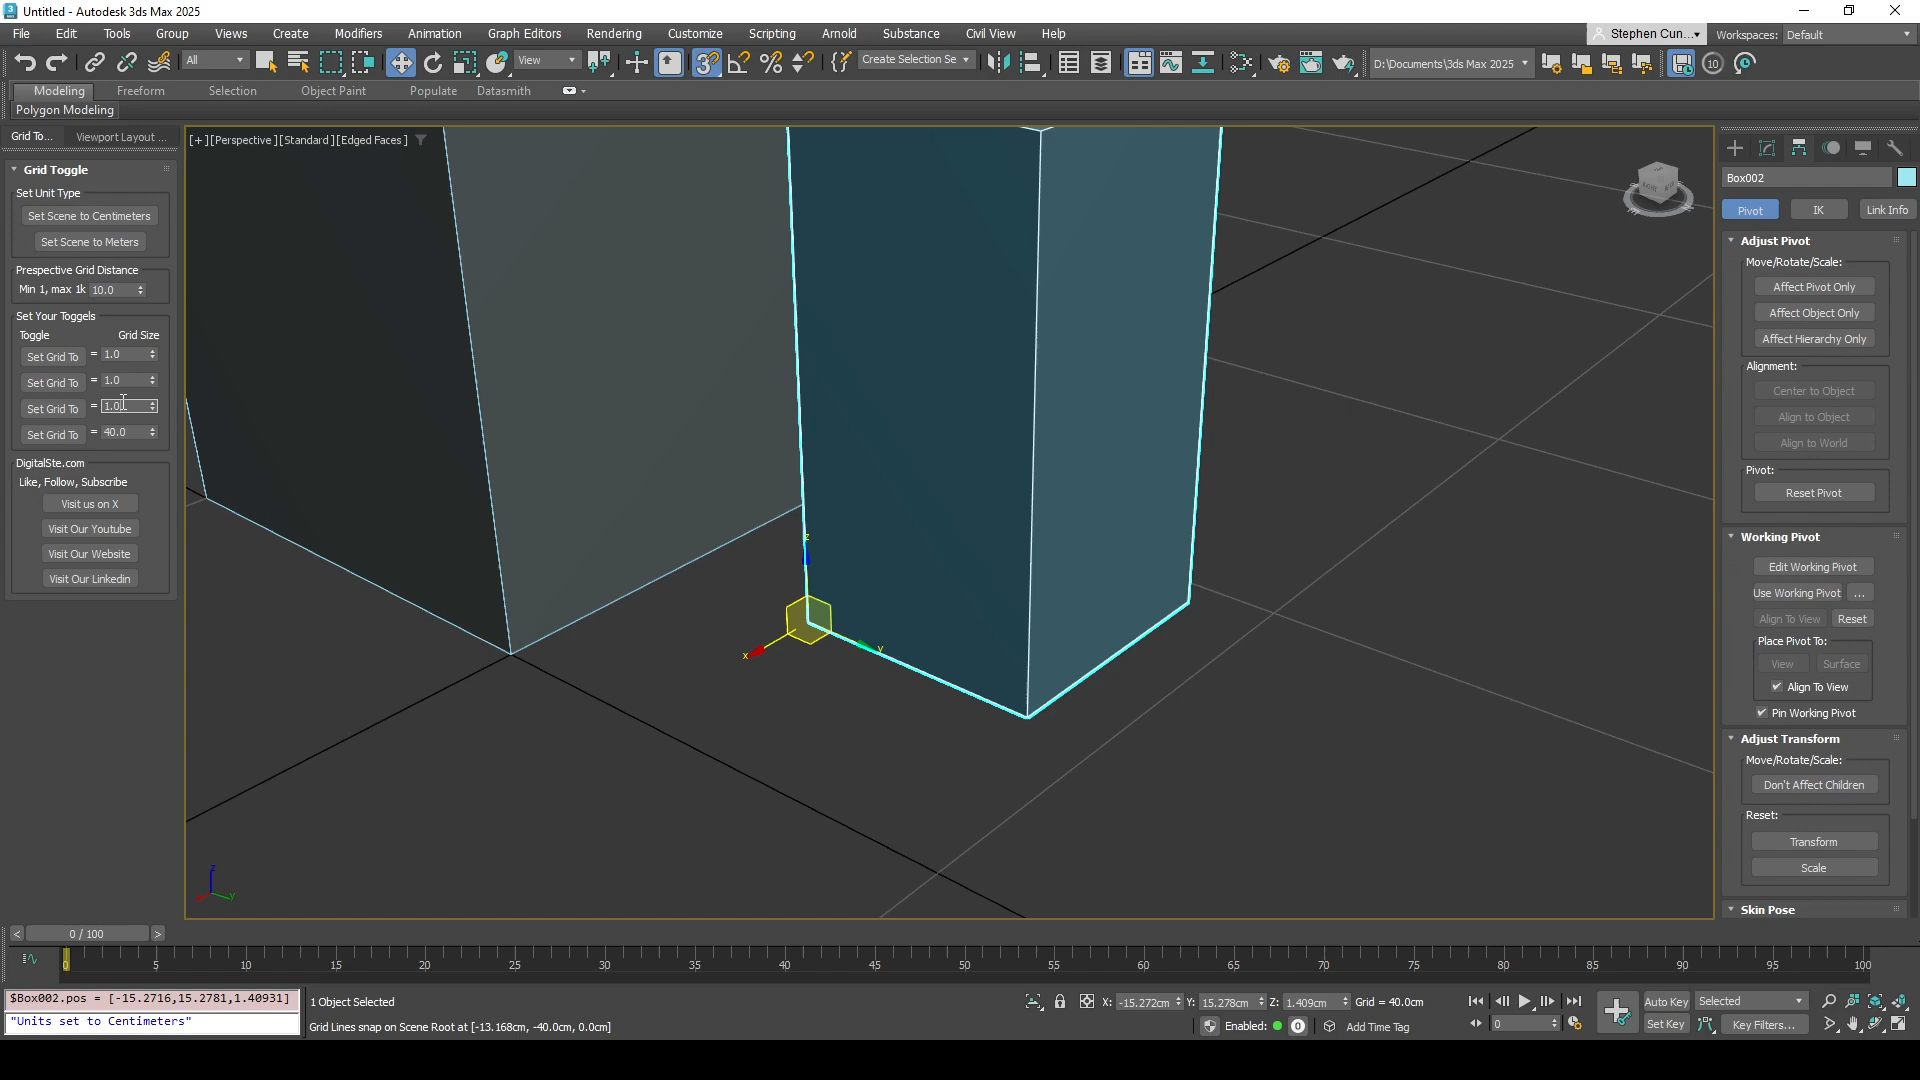 Untitled - Autodesk 3ds Max 2025
File Edit Tools Group Views Create Modifiers Animation Graph Editors Rendering Customize Scripting Arnold Substance Civil View Help
Stephen Cun...
Workspaces: Default
All
View
Create Selection Se
D:\Documents\3ds Max 2025
10
Modeling Freeform Selection Object Paint Populate Datasmith
Polygon Modeling
Grid To... Viewport Layout ...
[+][Perspective][Standard][Edged Faces]
Grid Toggle
Set Unit Type
Set Scene to Centimeters
Set Scene to Meters
Prespective Grid Distance
Min 1, max 1k 10.0
Set Your Toggels
Toggle Grid Size
Set Grid To = 1.0
Set Grid To = 1.0
Set Grid To = 1.0
Set Grid To = 40.0
DigitalSte.com
Like, Follow, Subscribe
Visit us on X
Visit Our Youtube
Visit Our Website
Visit Our Linkedin
z
x
y
z
y
Box002
Pivot IK Link Info
Adjust Pivot
Move/Rotate/Scale:
Affect Pivot Only
Affect Object Only
Affect Hierarchy Only
Alignment:
Center to Object
Align to Object
Align to World
Pivot:
Reset Pivot
Working Pivot
Edit Working Pivot
Use Working Pivot ...
Align To View Reset
Place Pivot To:
View Surface
Align To View
Pin Working Pivot
Adjust Transform
Move/Rotate/Scale:
Don't Affect Children
Reset:
Transform
Scale
Skin Pose
< 0 / 100 >
0 5 10 15 20 25 30 35 40 45 50 55 60 65 70 75 80 85 90 95 100
$Box002.pos = [-15.2716,15.2781,1.40931]
"Units set to Centimeters"
1 Object Selected
Grid Lines snap on Scene Root at [-13.168cm, -40.0cm, 0.0cm]
X: -15.272cm Y: 15.278cm Z: 1.409cm Grid = 40.0cm
Enabled: 0 Add Time Tag
0
Auto Key Selected
Set Key Key Filters...